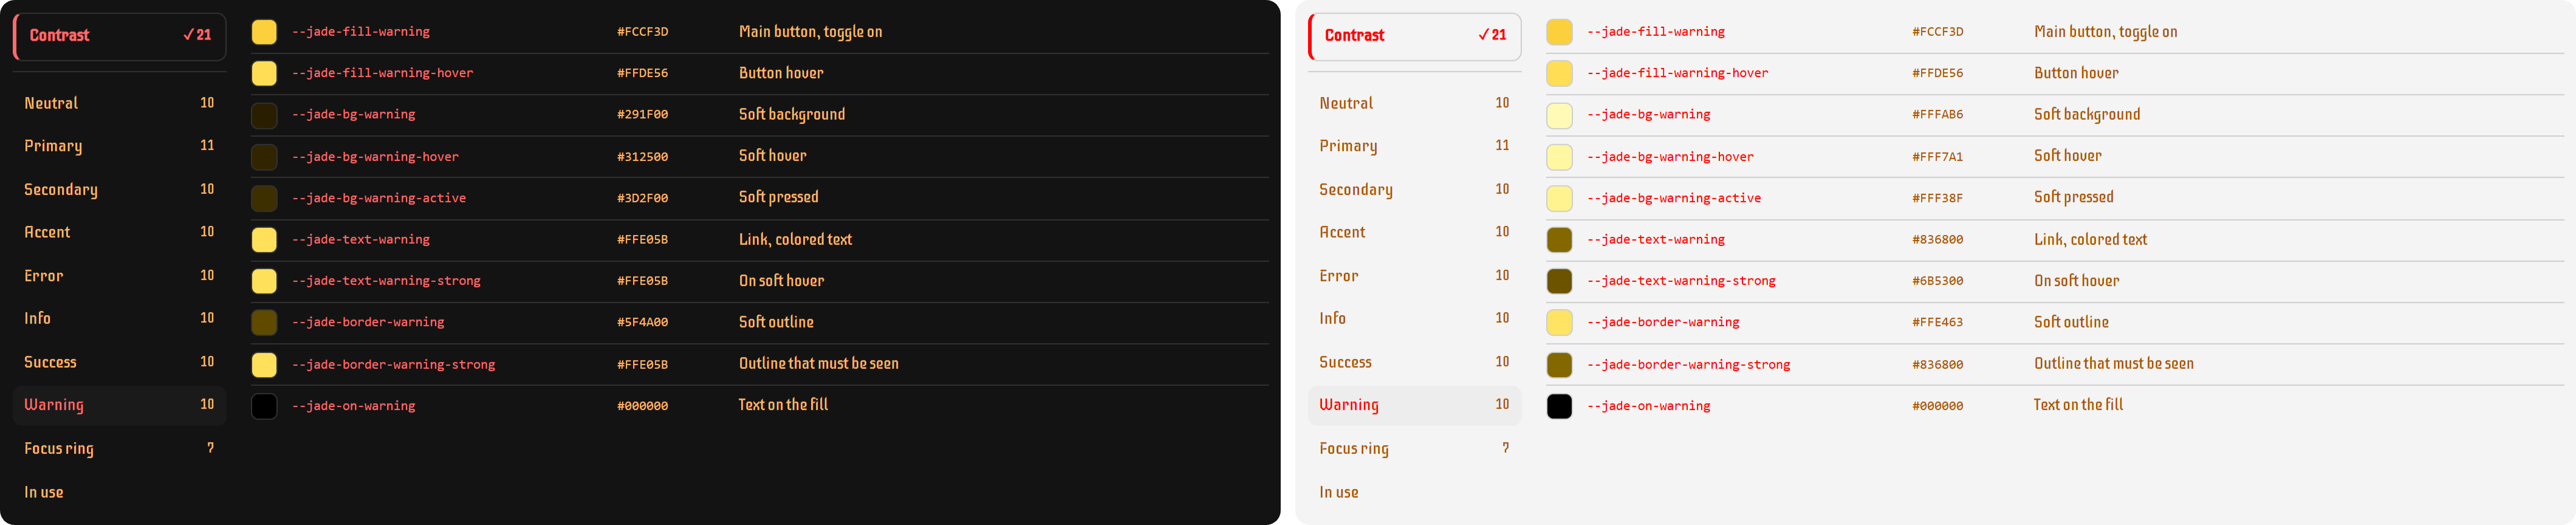 Contrast ✓ 21
Neutral 10
Primary 11
Secondary 10
Accent 10
Error 10
Info 10
Success 10
Warning 10
Focus ring 7
In use
--jade-fill-warning #FCCF3D Main button, toggle on
--jade-fill-warning-hover #FFDE56 Button hover
--jade-bg-warning #291F00 Soft background
--jade-bg-warning-hover #312500 Soft hover
--jade-bg-warning-active #3D2F00 Soft pressed
--jade-text-warning #FFE05B Link, colored text
--jade-text-warning-strong #FFE05B On soft hover
--jade-border-warning #5F4A00 Soft outline
--jade-border-warning-strong #FFE05B Outline that must be seen
--jade-on-warning #000000 Text on the fill
Contrast ✓ 21
Neutral 10
Primary 11
Secondary 10
Accent 10
Error 10
Info 10
Success 10
Warning 10
Focus ring 7
In use
--jade-fill-warning #FCCF3D Main button, toggle on
--jade-fill-warning-hover #FFDE56 Button hover
--jade-bg-warning #FFFAB6 Soft background
--jade-bg-warning-hover #FFF7A1 Soft hover
--jade-bg-warning-active #FFF38F Soft pressed
--jade-text-warning #836800 Link, colored text
--jade-text-warning-strong #6B5300 On soft hover
--jade-border-warning #FFE463 Soft outline
--jade-border-warning-strong #836800 Outline that must be seen
--jade-on-warning #000000 Text on the fill